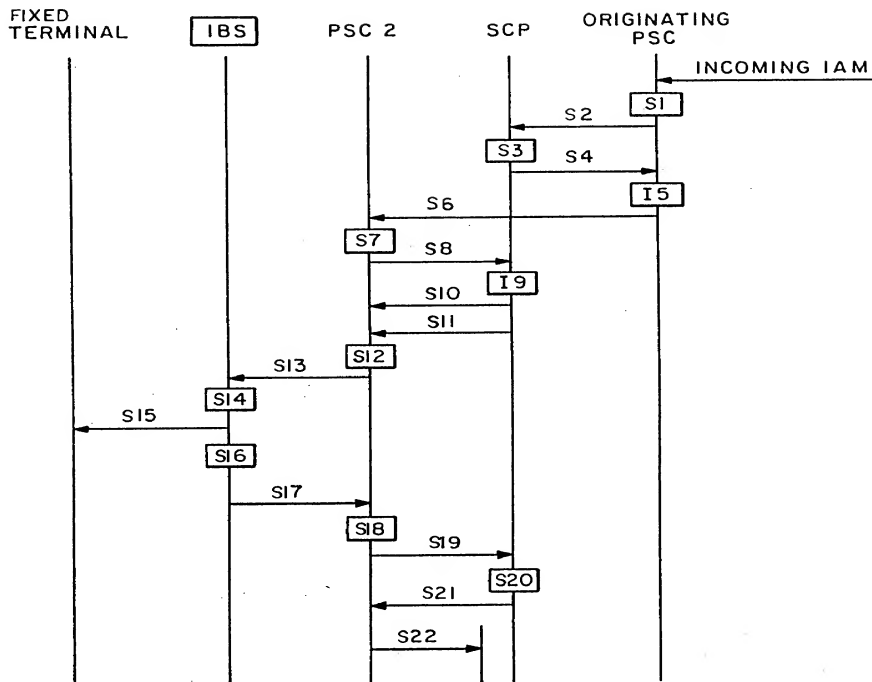 FIXED
TERMINAL
IBS
PSC 2
SCP
ORIGINATING
PSC
INCOMING IAM
S1
S2
S3
S4
I5
S6
S7
S8
I9
S10
S11
S12
S13
S14
S15
S16
S17
S18
S19
S20
S21
S22